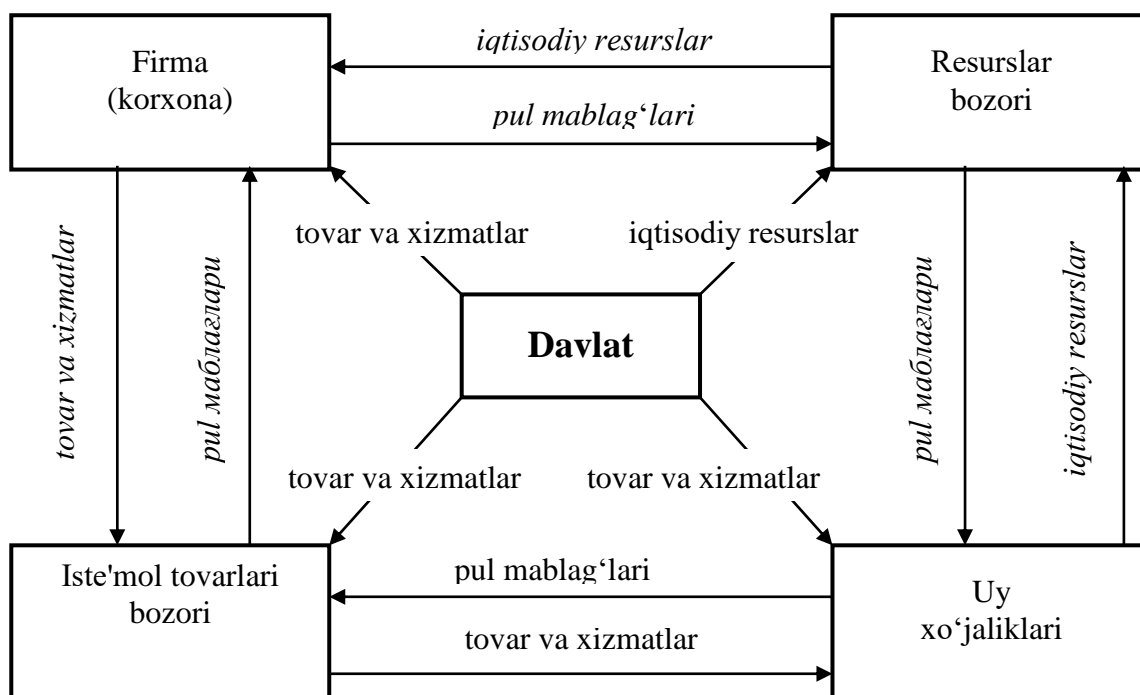 Firma
(korxona)
iqtisodiy resurslar
pul mablag‘lari
Resurslar
bozori
tovar va xizmatlar
pul маблағлари
tovar va xizmatlar
iqtisodiy resurslar
Davlat
pul маблағлари
iqtisodiy resurslar
tovar va xizmatlar
tovar va xizmatlar
Iste'mol tovarlari
bozori
pul mablag‘lari
tovar va xizmatlar
Uy
xo‘jaliklari